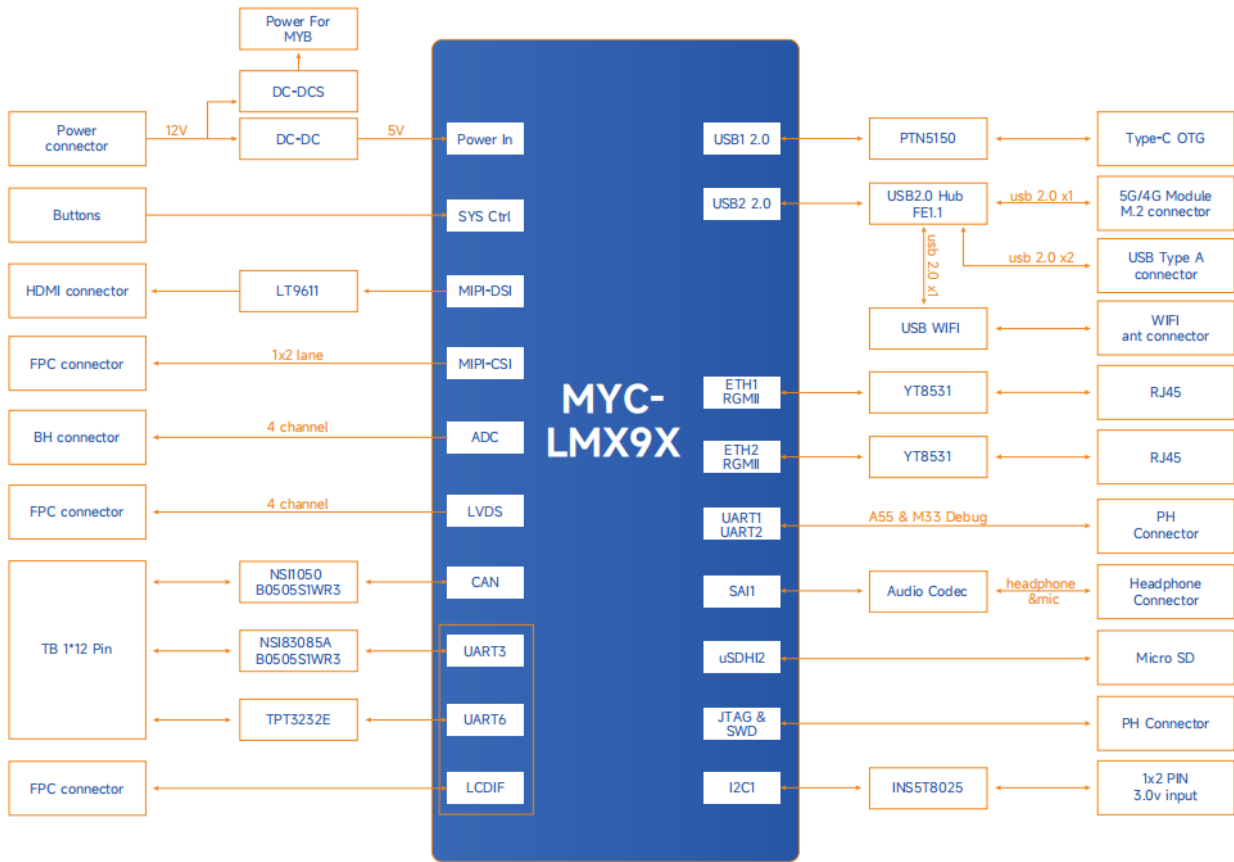 Power For
MYB
DC-DCS
Power
connector
12V
DC-DC
5V
Power In
Buttons
SYS Ctrl
HDMI connector
LT9611
MIPI-DSI
FPC connector
1x2 lane
MIPI-CSI
BH connector
4 channel
ADC
FPC connector
4 channel
LVDS
TB 1*12 Pin
NSI1050
B0505S1WR3
CAN
NSI83085A
B0505S1WR3
UART3
TPT3232E
UART6
FPC connector
LCDIF
MYC-
LMX9X
USB1 2.0
PTN5150
Type-C OTG
USB2 2.0
USB2.0 Hub
FE1.1
usb 2.0 x1
5G/4G Module
M.2 connector
usb 2.0 x2
USB Type A
connector
usb 2.0 x1
USB WIFI
WIFI
ant connector
ETH1
RGMII
YT8531
RJ45
ETH2
RGMII
YT8531
RJ45
UART1
UART2
A55 & M33 Debug
PH
Connector
SAI1
Audio Codec
headphone
&mic
Headphone
Connector
uSDHI2
Micro SD
JTAG &
SWD
PH Connector
I2C1
INS5T8025
1x2 PIN
3.0v input